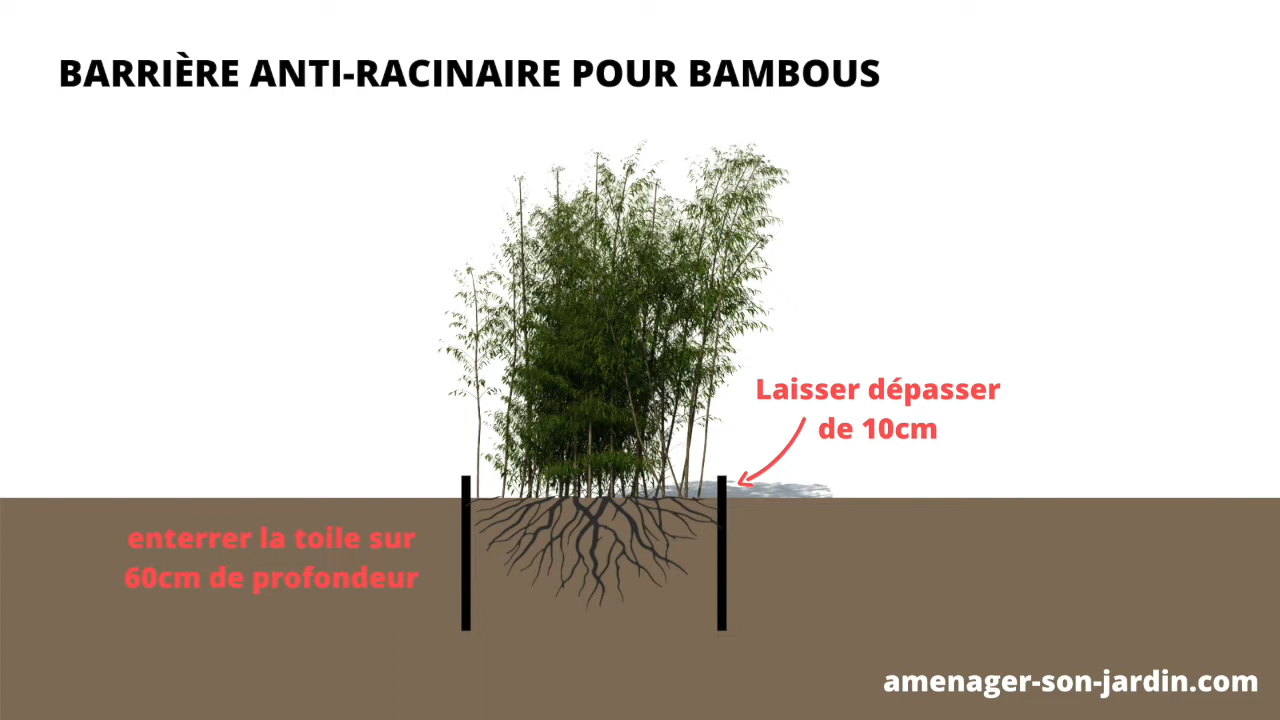 BARRIÈRE ANTI-RACINAIRE POUR BAMBOUS
Laisser dépasser
de 10cm
enterrer la toile sur
60cm de profondeur
amenager-son-jardin.com